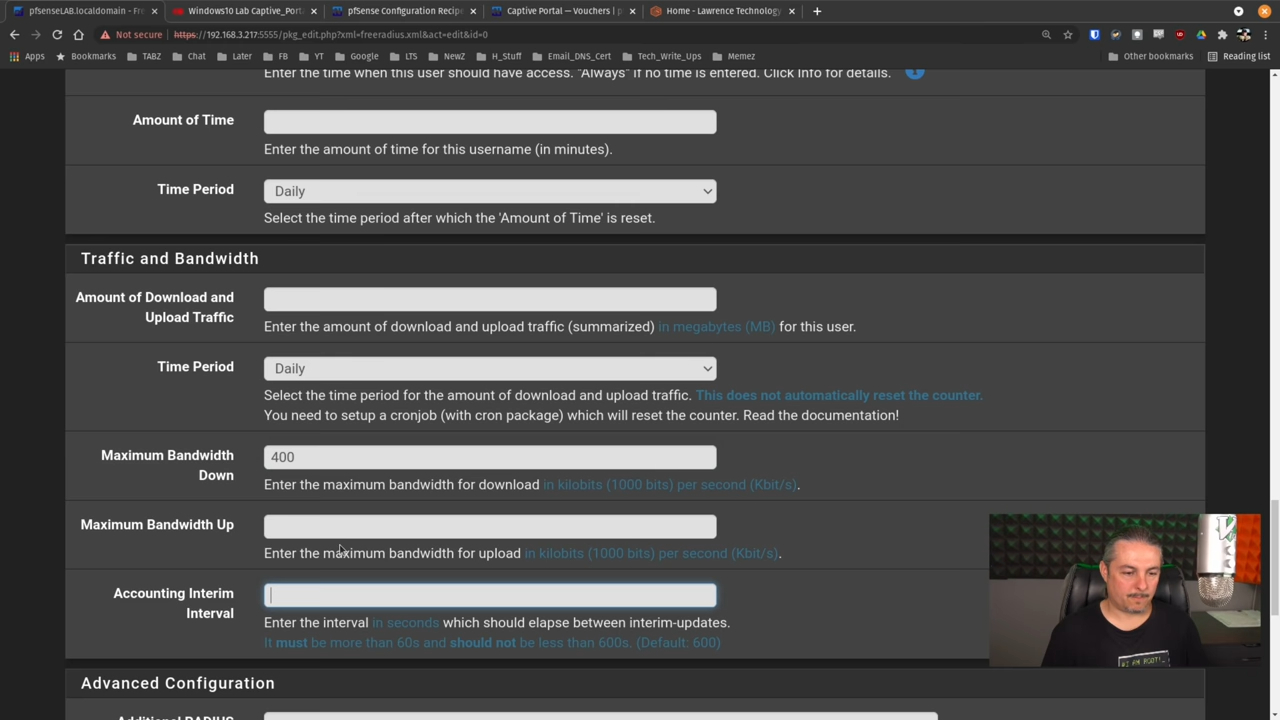 pfsenseLAB.localdomain - Fre
Windows10 Lab Captive_Port
pfSense Configuration Recipe
Captive Portal — Vouchers | p
Home - Lawrence Technology
Not secure
https://192.168.3.217:5555/pkg_edit.php?xml=freeradius.xml&act=edit&id=0
Apps
Bookmarks
TABZ
Chat
Later
FB
YT
Google
LTS
NewZ
H_Stuff
Email_DNS_Cert
Tech_Write_Ups
Memez
Other bookmarks
Reading list
Enter the time when this user should have access. "Always" if no time is entered. Click Info for details.
Amount of Time
Enter the amount of time for this username (in minutes).
Time Period
Daily
Select the time period after which the 'Amount of Time' is reset.
Traffic and Bandwidth
Amount of Download and
Upload Traffic
Enter the amount of download and upload traffic (summarized) in megabytes (MB) for this user.
Time Period
Daily
Select the time period for the amount of download and upload traffic. This does not automatically reset the counter.
You need to setup a cronjob (with cron package) which will reset the counter. Read the documentation!
Maximum Bandwidth
Down
400
Enter the maximum bandwidth for download in kilobits (1000 bits) per second (Kbit/s).
Maximum Bandwidth Up
Enter the maximum bandwidth for upload in kilobits (1000 bits) per second (Kbit/s).
Accounting Interim
Interval
Enter the interval in seconds which should elapse between interim-updates.
It must be more than 60s and should not be less than 600s. (Default: 600)
Advanced Configuration
Additional RADIUS
I AM ROOT!